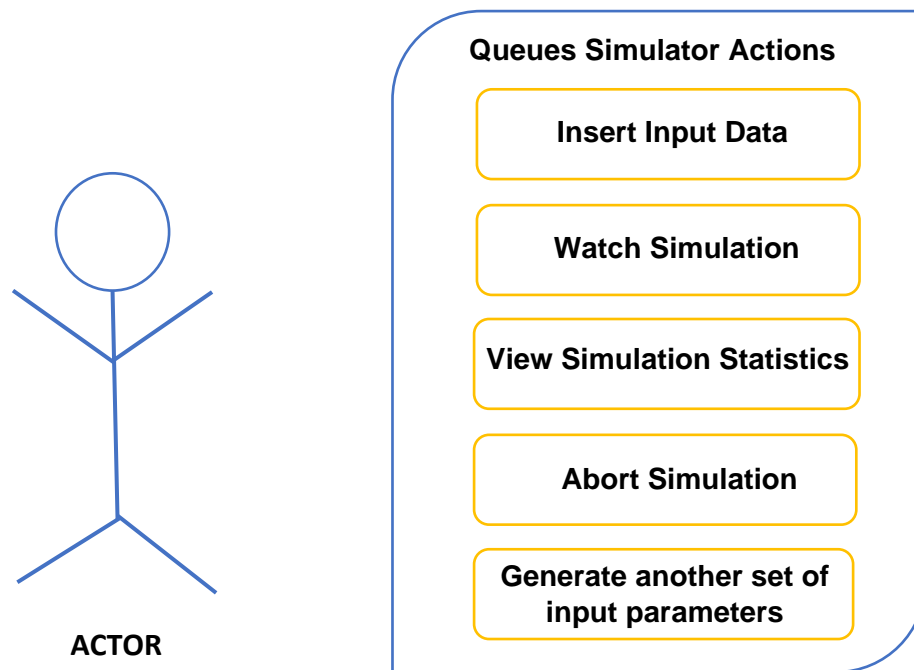 Queues Simulator Actions
Insert Input Data
Watch Simulation
View Simulation Statistics
Abort Simulation
Generate another set of
input parameters
ACTOR